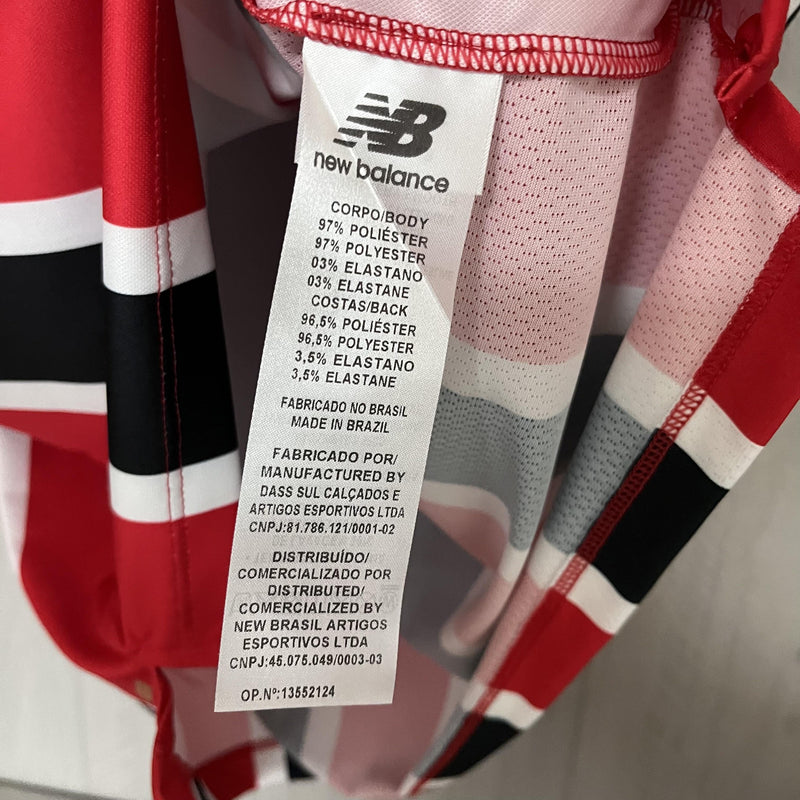 NB
new balance
CORPO/BODY
97% POLIÉSTER
97% POLYESTER
03% ELASTANO
03% ELASTANE
COSTAS/BACK
96,5% POLIÉSTER
96,5% POLYESTER
3,5% ELASTANO
3,5% ELASTANE
FABRICADO NO BRASIL
MADE IN BRAZIL
FABRICADO POR/
MANUFACTURED BY
DASS SUL CALÇADOS E
ARTIGOS ESPORTIVOS LTDA
CNPJ:81.786.121/0001-02
DISTRIBUÍDO/
COMERCIALIZADO POR
DISTRIBUTED/
COMERCIALIZED BY
NEW BRASIL ARTIGOS
ESPORTIVOS LTDA
CNPJ:45.075.049/0003-03
OP.Nº:13552124